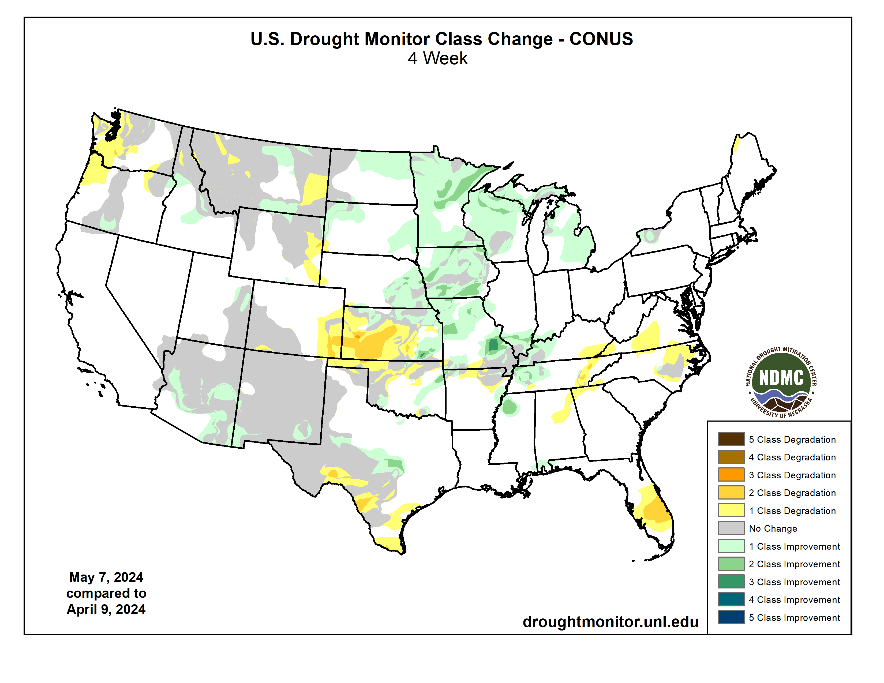 U.S. Drought Monitor Class Change - CONUS
4 Week
NATIONAL DROUGHT MITIGATION CENTER
NDMC
UNIVERSITY OF NEBRASKA
5 Class Degradation
4 Class Degradation
3 Class Degradation
2 Class Degradation
1 Class Degradation
No Change
1 Class Improvement
2 Class Improvement
3 Class Improvement
4 Class Improvement
5 Class Improvement
May 7, 2024
compared to
April 9, 2024
droughtmonitor.unl.edu